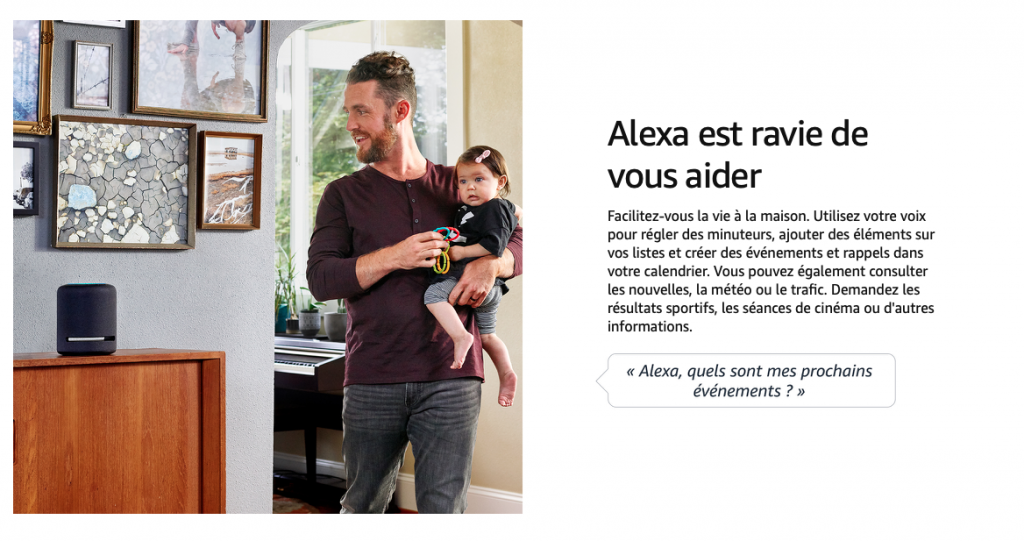 Alexa est ravie de
vous aider
Facilitez-vous la vie à la maison. Utilisez votre voix
pour régler des minuteurs, ajouter des éléments sur
vos listes et créer des événements et rappels dans
votre calendrier. Vous pouvez également consulter
les nouvelles, la météo ou le trafic. Demandez les
résultats sportifs, les séances de cinéma ou d'autres
informations.
« Alexa, quels sont mes prochains
événements ? »